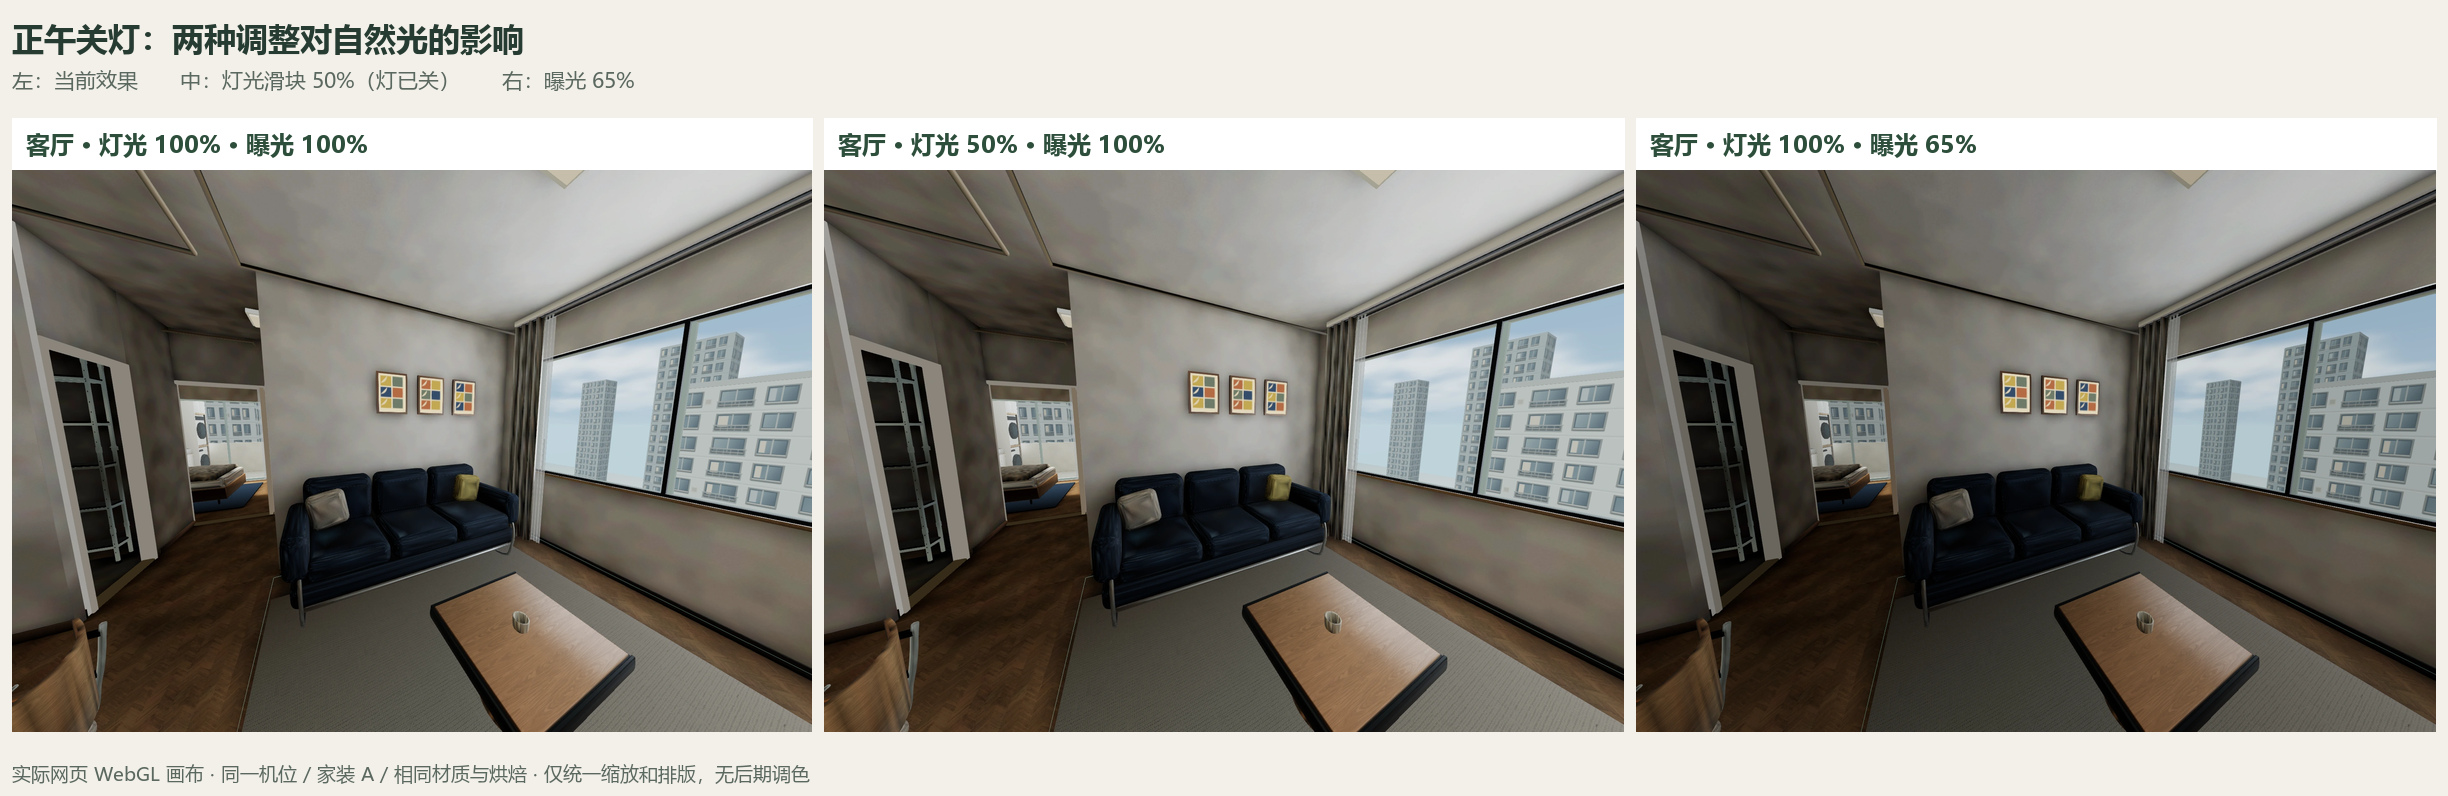 正午关灯：两种调整对自然光的影响
左：当前效果 中：灯光滑块 50%（灯已关） 右：曝光 65%
客厅 • 灯光 100% • 曝光 100%
客厅 • 灯光 50% • 曝光 100%
客厅 • 灯光 100% • 曝光 65%
实际网页 WebGL 画布 · 同一机位 / 家装 A / 相同材质与烘焙 · 仅统一缩放和排版，无后期调色